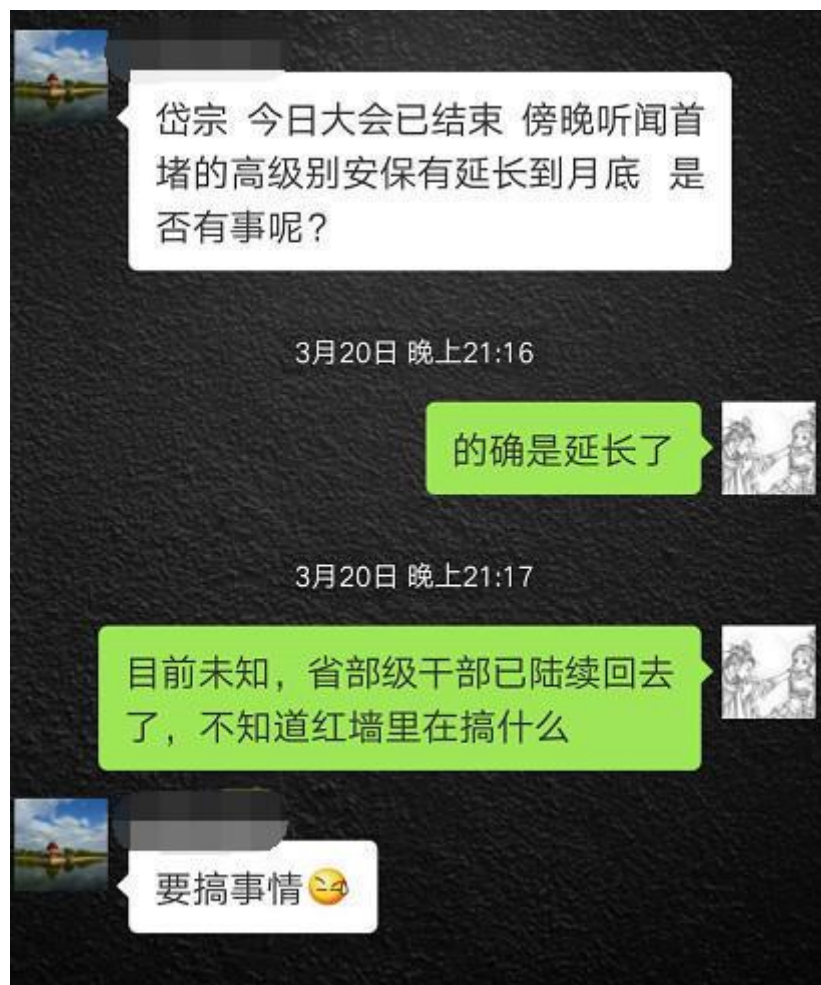 岱宗 今日大会已结束 傍晚听闻首
堵的高级别安保有延长到月底 是
否有事呢？
3月20日 晚上21:16
的确是延长了
3月20日 晚上21:17
目前未知，省部级干部已陆续回去
了，不知道红墙里在搞什么
要搞事情